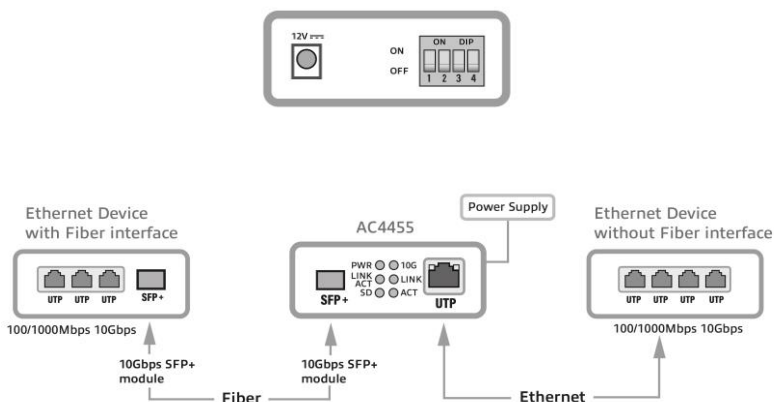 12V
ON DIP
ON
OFF
1 2 3 4
Power Supply
Ethernet Device
with Fiber interface
AC4455
Ethernet Device
without Fiber interface
PWR 10G
LINK
ACT LINK
SD ACT
UTP UTP UTP SFP+
SFP+ UTP
UTP UTP UTP UTP
100/1000Mbps 10Gbps
100/1000Mbps 10Gbps
10Gbps SFP+
module
10Gbps SFP+
module
Fiber
Ethernet